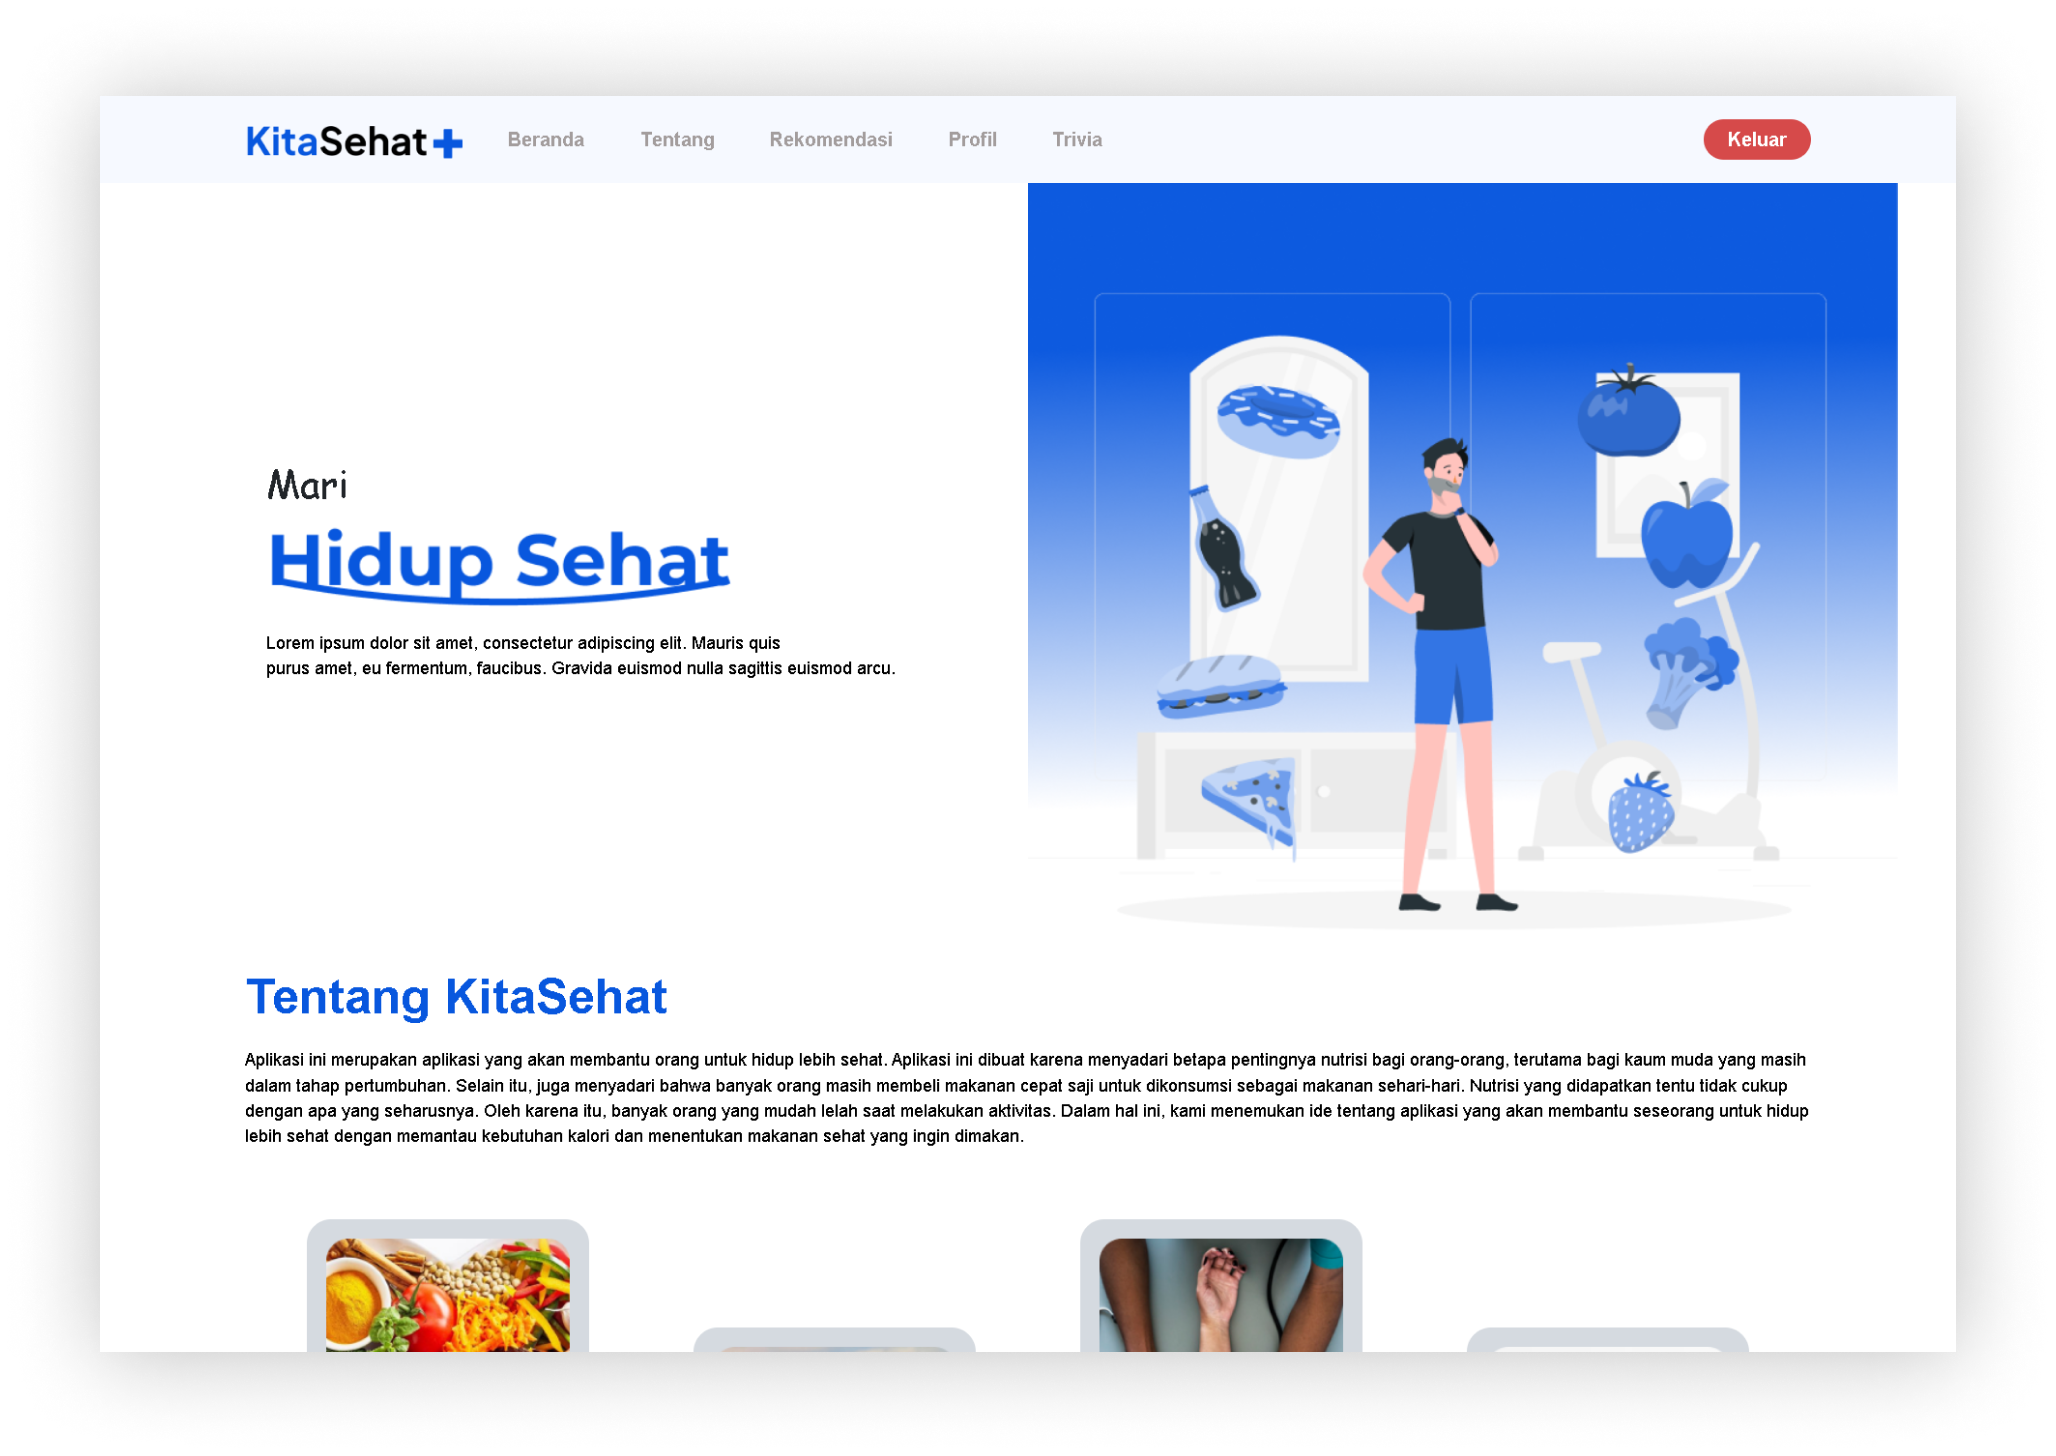 KitaSehat
Beranda
Tentang
Rekomendasi
Profil
Trivia
Keluar
Mari
Hidup Sehat
Lorem ipsum dolor sit amet, consectetur adipiscing elit. Mauris quis
purus amet, eu fermentum, faucibus. Gravida euismod nulla sagittis euismod arcu.
Tentang KitaSehat
Aplikasi ini merupakan aplikasi yang akan membantu orang untuk hidup lebih sehat. Aplikasi ini dibuat karena menyadari betapa pentingnya nutrisi bagi orang-orang, terutama bagi kaum muda yang masih
dalam tahap pertumbuhan. Selain itu, juga menyadari bahwa banyak orang masih membeli makanan cepat saji untuk dikonsumsi sebagai makanan sehari-hari. Nutrisi yang didapatkan tentu tidak cukup
dengan apa yang seharusnya. Oleh karena itu, banyak orang yang mudah lelah saat melakukan aktivitas. Dalam hal ini, kami menemukan ide tentang aplikasi yang akan membantu seseorang untuk hidup
lebih sehat dengan memantau kebutuhan kalori dan menentukan makanan sehat yang ingin dimakan.